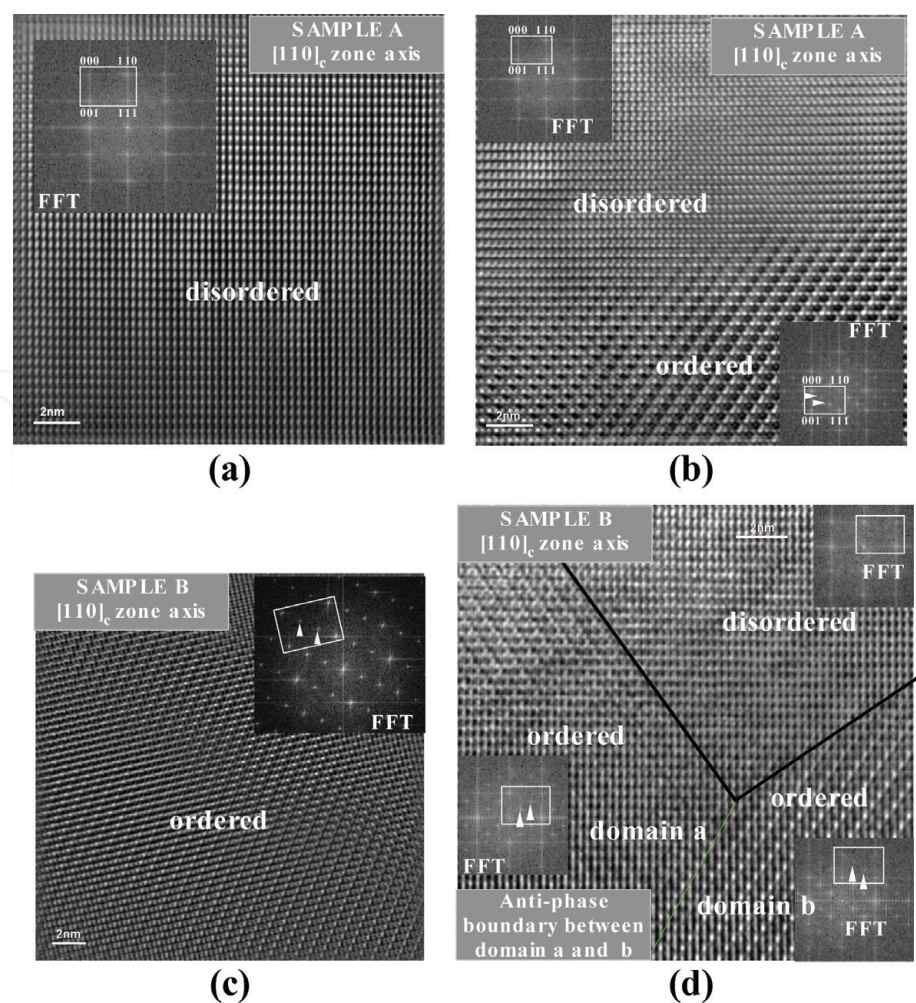 SAMPLE A
[110]c zone axis
000 110
001 111
FFT
disordered
2nm
(a)
SAMPLE A
[110]c zone axis
000 110
001 111
FFT
disordered
FFT
ordered
000 110
001 111
2nm
(b)
SAMPLE B
[110]c zone axis
FFT
ordered
2nm
(c)
SAMPLE B
[110]c zone axis
2nm
FFT
disordered
ordered
ordered
FFT
domain a
domain b
FFT
Anti-phase
boundary between
domain a and b
(d)